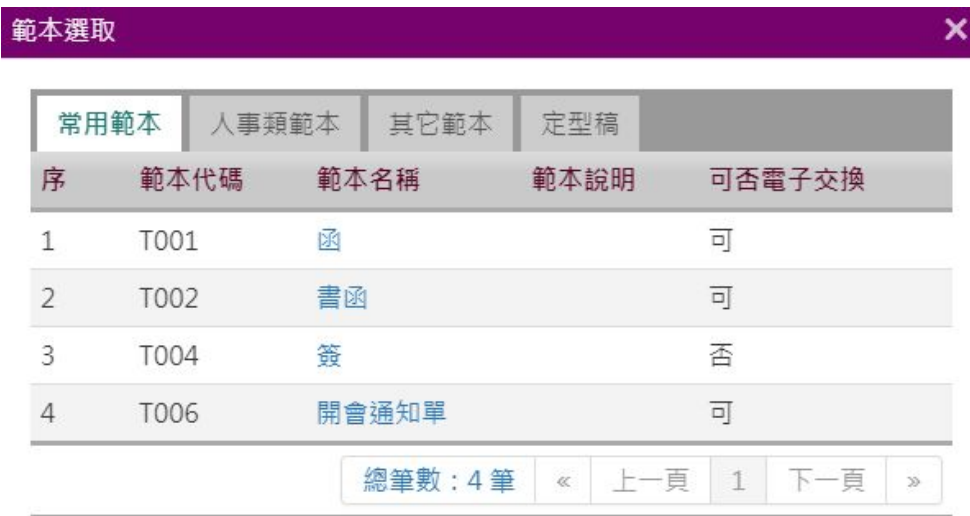 範本選取 ×
常用範本 人事類範本 其它範本 定型稿
序 範本代碼 範本名稱 範本說明 可否電子交換
1 T001 函 可
2 T002 書函 可
3 T004 簽 否
4 T006 開會通知單 可
總筆數：4 筆 « 上一頁 1 下一頁 »